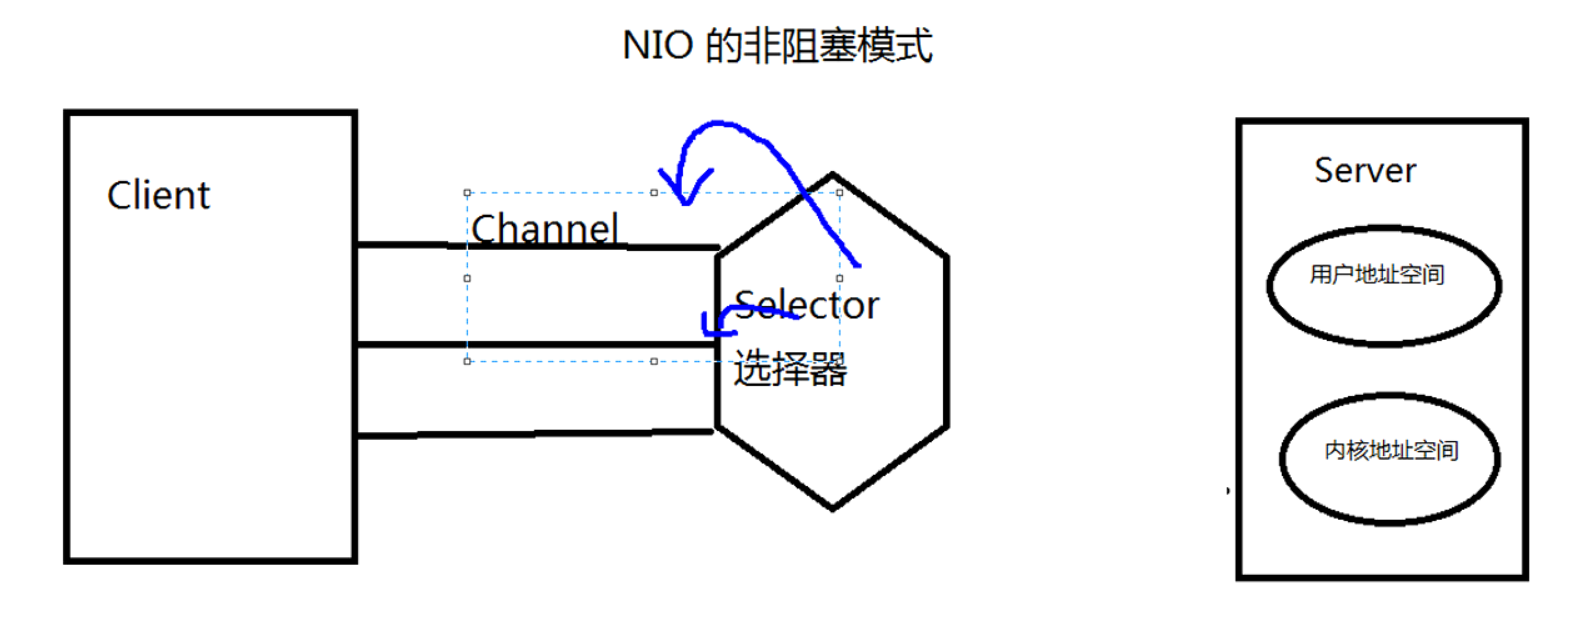 NIO 的非阻塞模式
Client
Channel
Selector
选择器
Server
用户地址空间
内核地址空间